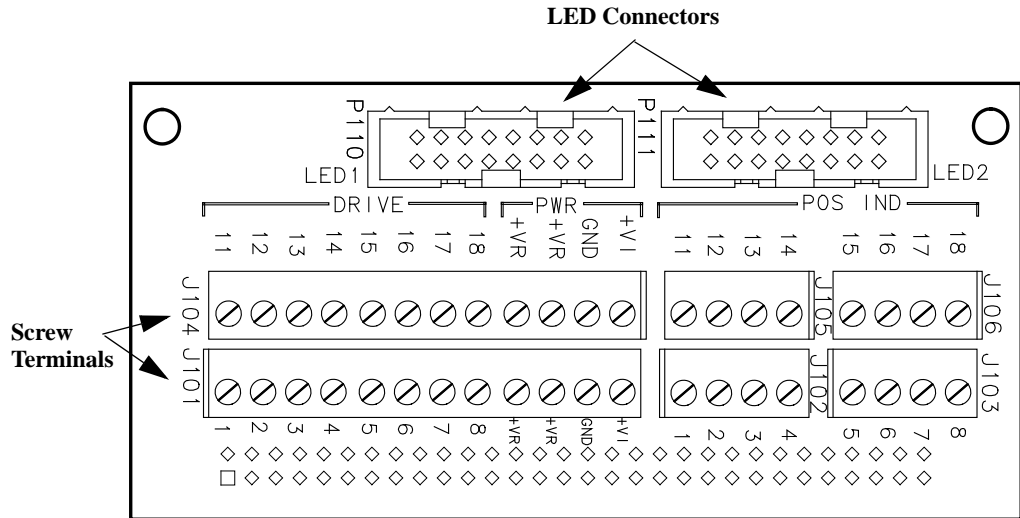 LED Connectors
P110
P111
LED1
LED2
DRIVE
PWR
POS IND
11 12 13 14 15 16 17 18 +VR +VR GND +VI 11 12 13 14 15 16 17 18
J104
J105
J106
Screw
Terminals
J101
J102
J103
1 2 3 4 5 6 7 8 +VR +VR GND +VI 1 2 3 4 5 6 7 8